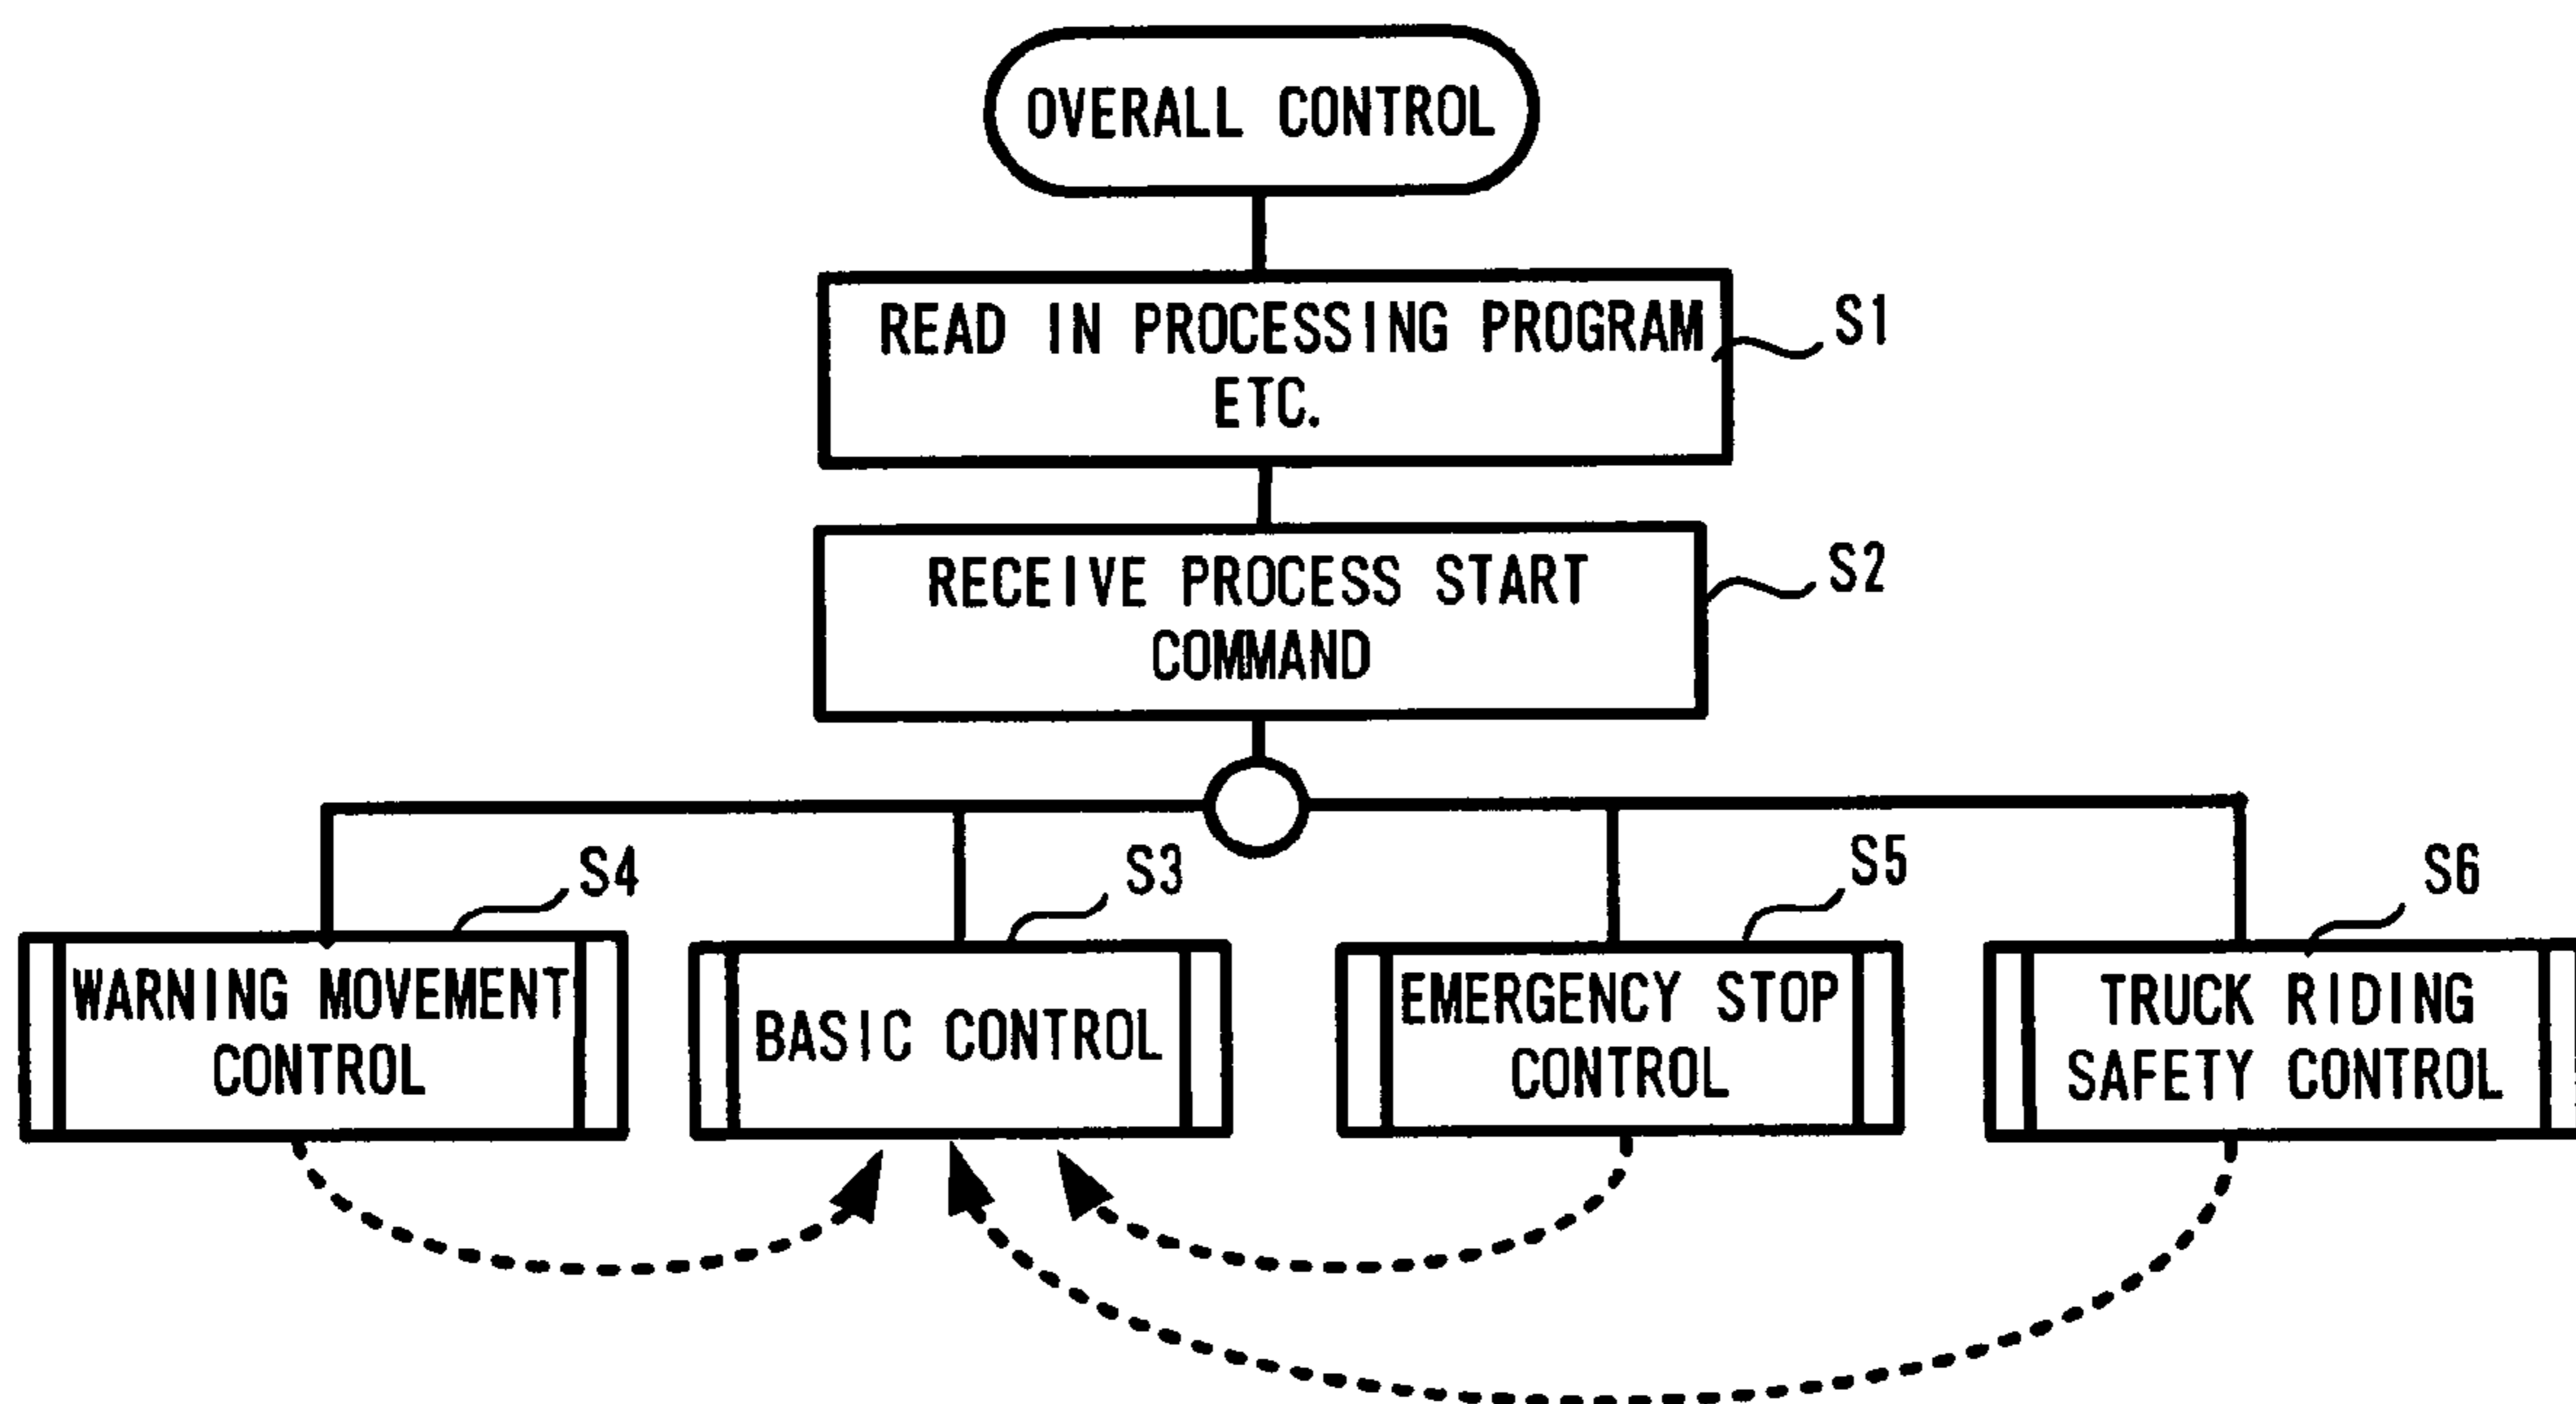 OVERALL CONTROL
READ IN PROCESSING PROGRAM
ETC.
S1
RECEIVE PROCESS START
COMMAND
S2
S4
WARNING MOVEMENT
CONTROL
S3
BASIC CONTROL
S5
EMERGENCY STOP
CONTROL
S6
TRUCK RIDING
SAFETY CONTROL